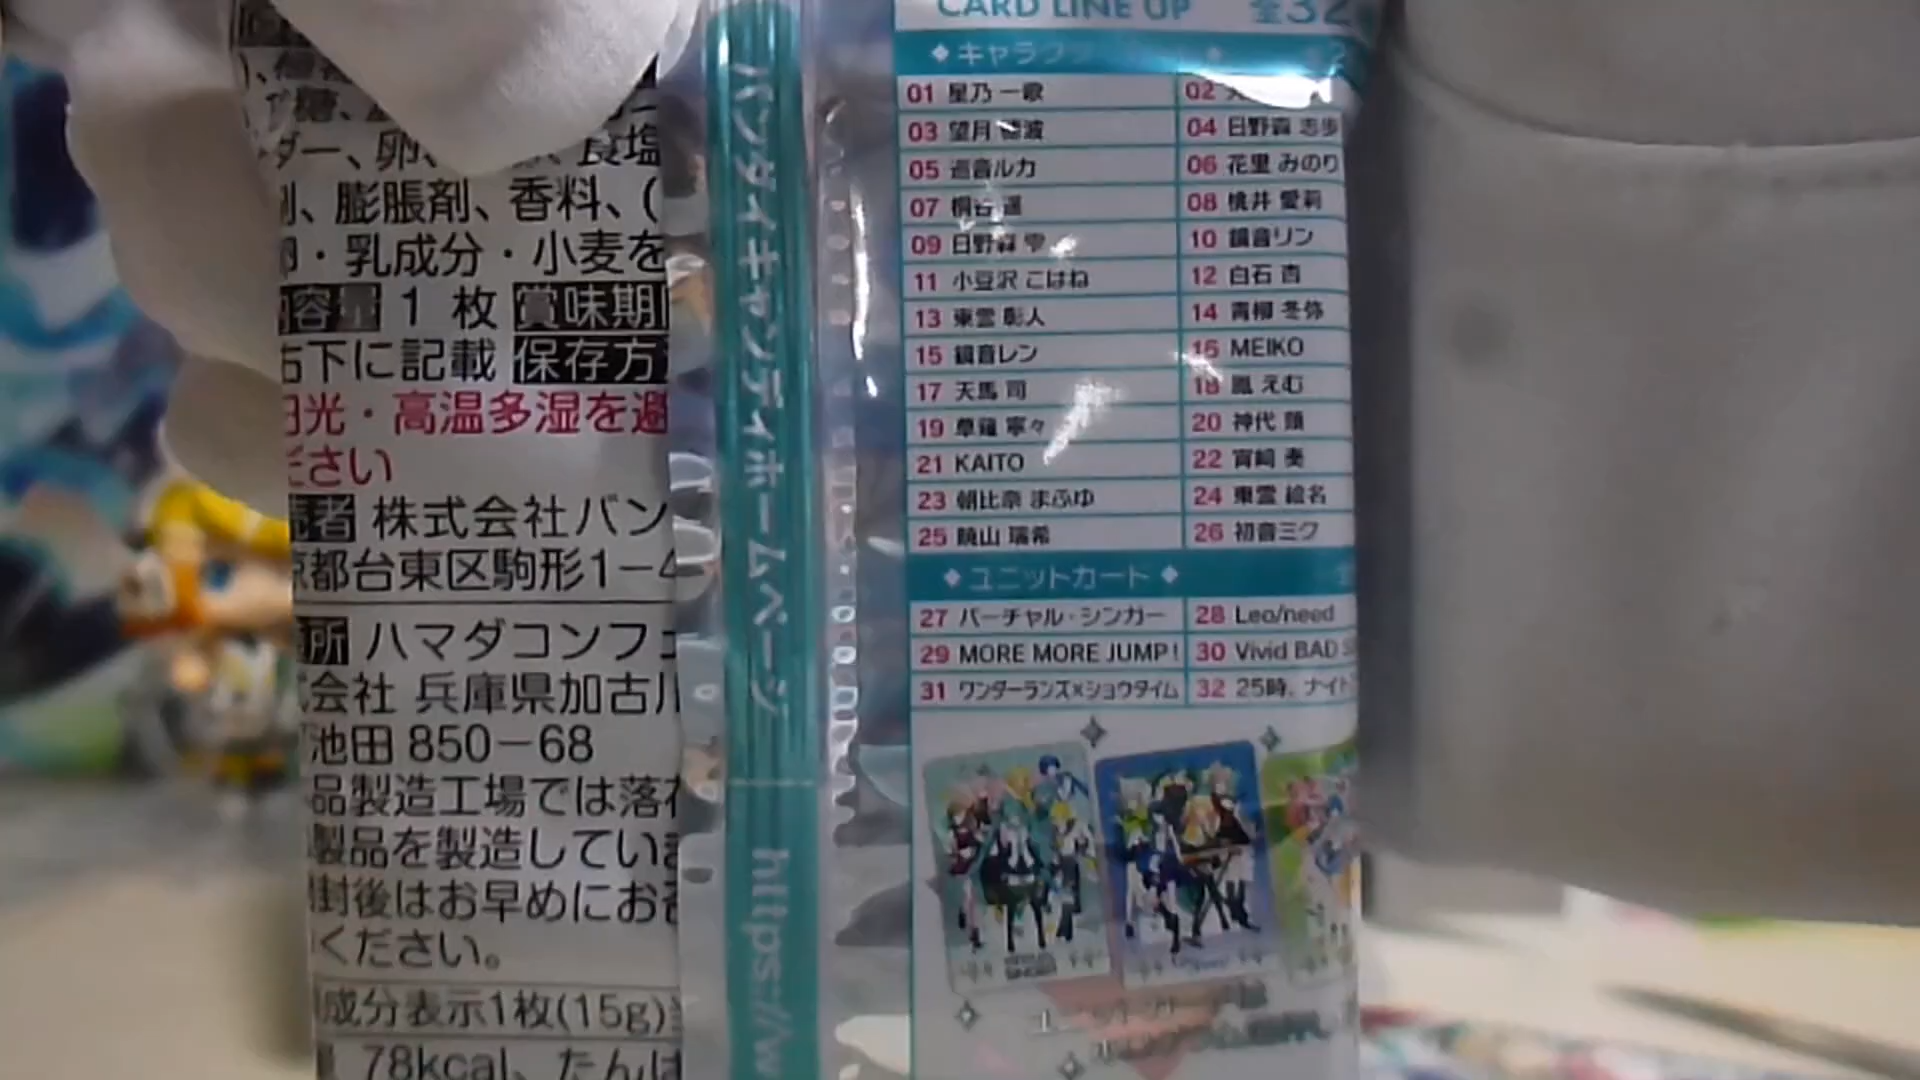 糖、
ダー、卵、
食塩
剤、膨脹剤、香料、(
卵・乳成分・小麦を
内容量 1 枚 賞味期
右下に記載 保存方
日光・高温多湿を避
ださい
株式会社バン
京都台東区駒形1-4
所 ハマダコンフェ
会社 兵庫県加古川
池田 850-68
品製造工場では落花
製品を製造していま
封後はお早めにお召
ください。
成分表示1枚(15g)
78kcal、たんぱ
バンダイキャンディホームページ
https://w
CARD LINE UP 全32
◆キャラク
01 星乃 一歌
02
03 望月 穂波
04 日野森 志歩
05 巡音ルカ
06 花里 みのり
07 桐谷 遥
08 桃井 愛莉
09 日野森 雫
10 鏡音リン
11 小豆沢 こはね
12 白石 杏
13 東雲 彰人
14 青柳 冬弥
15 鏡音レン
16 MEIKO
17 天馬 司
18 鳳 えむ
19 草薙 寧々
20 神代 類
21 KAITO
22 宵崎 奏
23 朝比奈 まふゆ
24 東雲 絵名
25 暁山 瑞希
26 初音ミク
◆ユニットカード◆
27 バーチャル・シンガー
28 Leo/need
29 MORE MORE JUMP!
30 Vivid BAD S
31 ワンダーランズ×ショウタイム
32 25時、ナイト